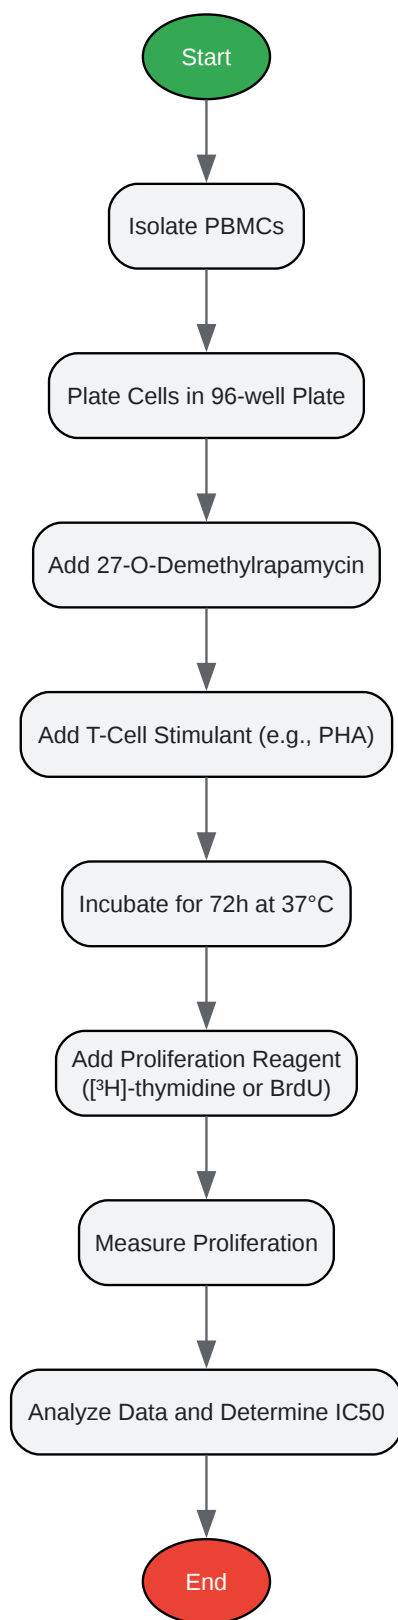 Start
Isolate PBMCs
Plate Cells in 96-well Plate
Add 27-O-Demethylrapamycin
Add T-Cell Stimulant (e.g., PHA)
Incubate for 72h at 37°C
Add Proliferation Reagent
([³H]-thymidine or BrdU)
Measure Proliferation
Analyze Data and Determine IC50
End